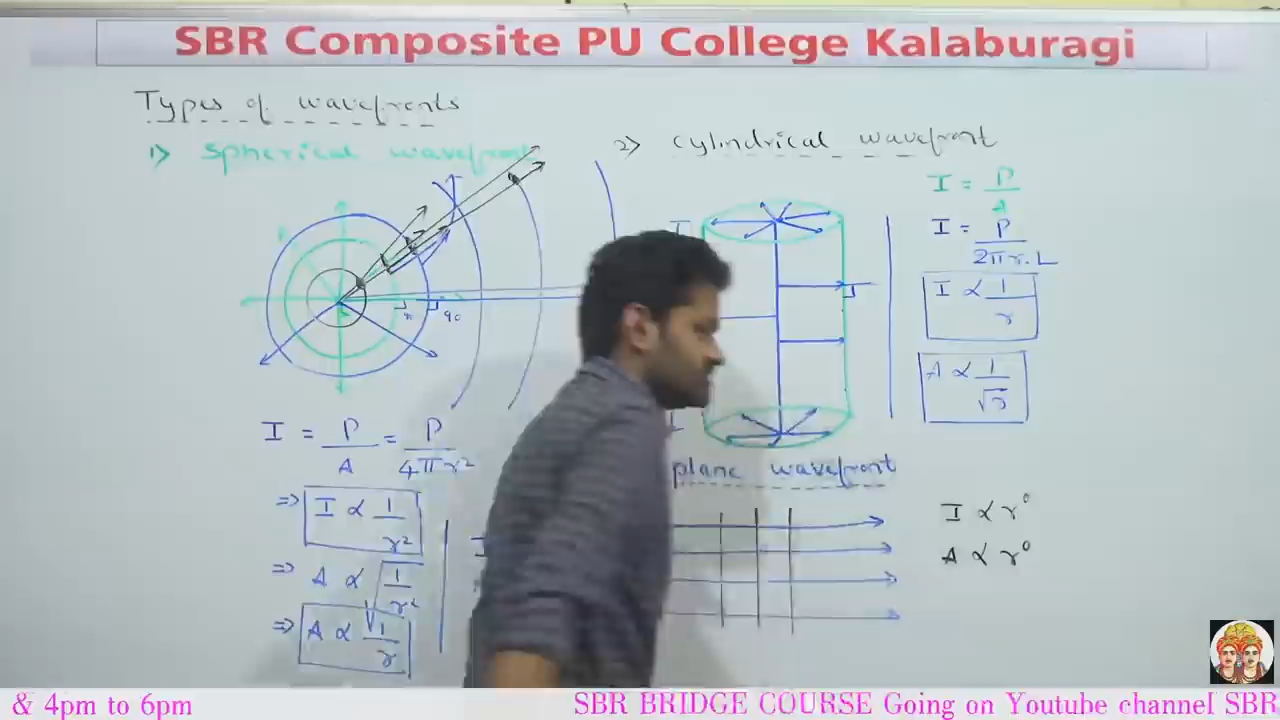 SBR Composite PU College Kalaburagi
Types of wavefronts
1) Spherical wavefront
I = P/A = P/4πr²
⇒ I ∝ 1/r²
⇒ A ∝ √1/r²
⇒ A ∝ 1/r
2) cylindrical wavefront
I = P/A
I = P/2πr.L
I ∝ 1/r
A ∝ 1/√r
plane wavefront
I ∝ r⁰
A ∝ r⁰
& 4pm to 6pm SBR BRIDGE COURSE Going on Youtube channel SBR